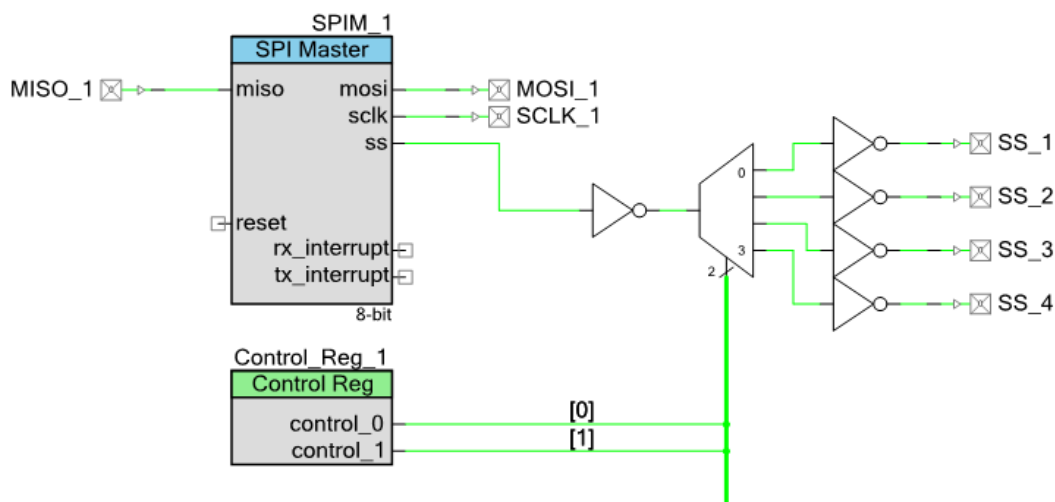 SPIM_1
SPI Master
MISO_1
miso
mosi
MOSI_1
sclk
SCLK_1
ss
reset
rx_interrupt
tx_interrupt
8-bit
0
3
2
SS_1
SS_2
SS_3
SS_4
Control_Reg_1
Control Reg
control_0
[0]
control_1
[1]